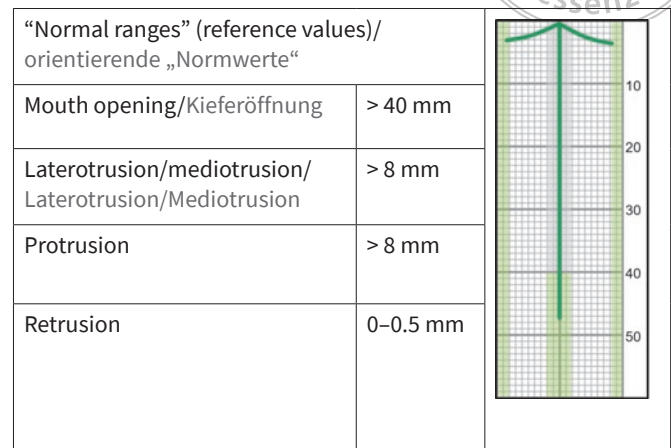 “Normal ranges” (reference values)/
orientierende „Normwerte“
Mouth opening/Kieferöffnung > 40 mm
Laterotrusion/mediotrusion/ > 8 mm
Laterotrusion/Mediotrusion
Protrusion > 8 mm
Retrusion 0–0.5 mm
essenz
10
20
30
40
50